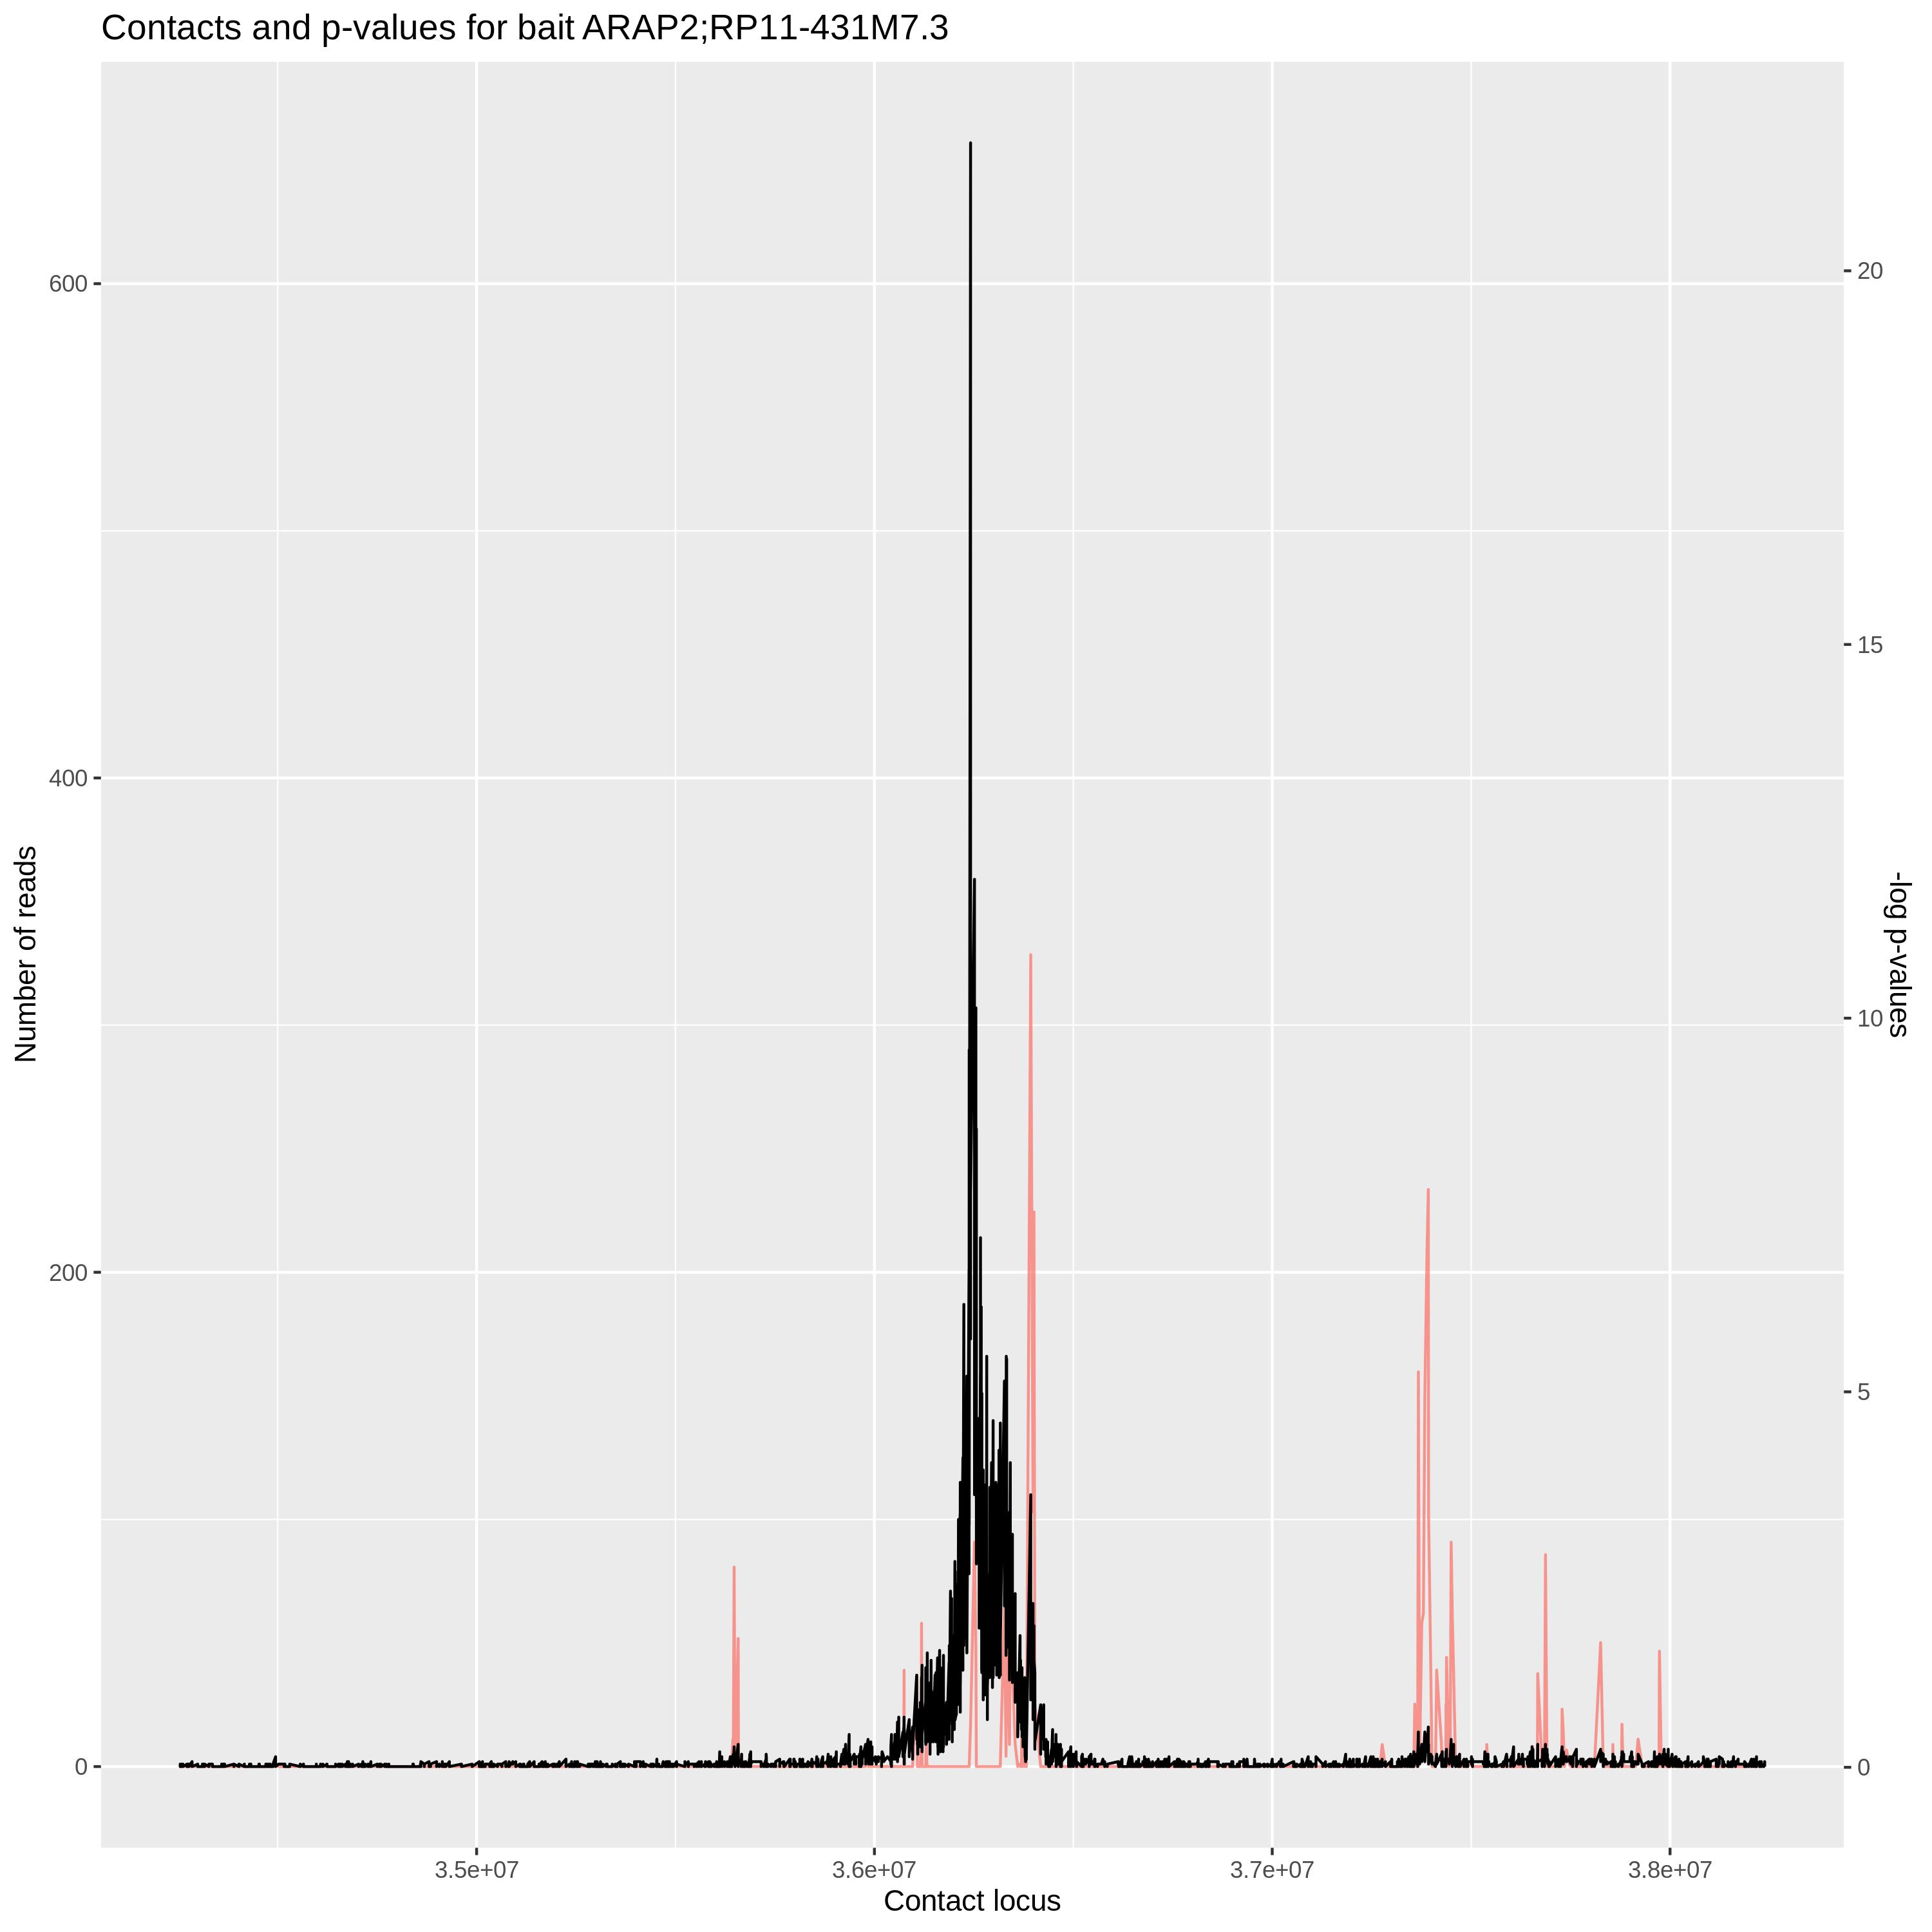 Contacts and p-values for bait ARAP2;RP11-431M7.3
600
400
200
0
Number of reads
20
15
10
5
0
-log p-values
3.5e+07 3.6e+07 3.7e+07 3.8e+07
Contact locus